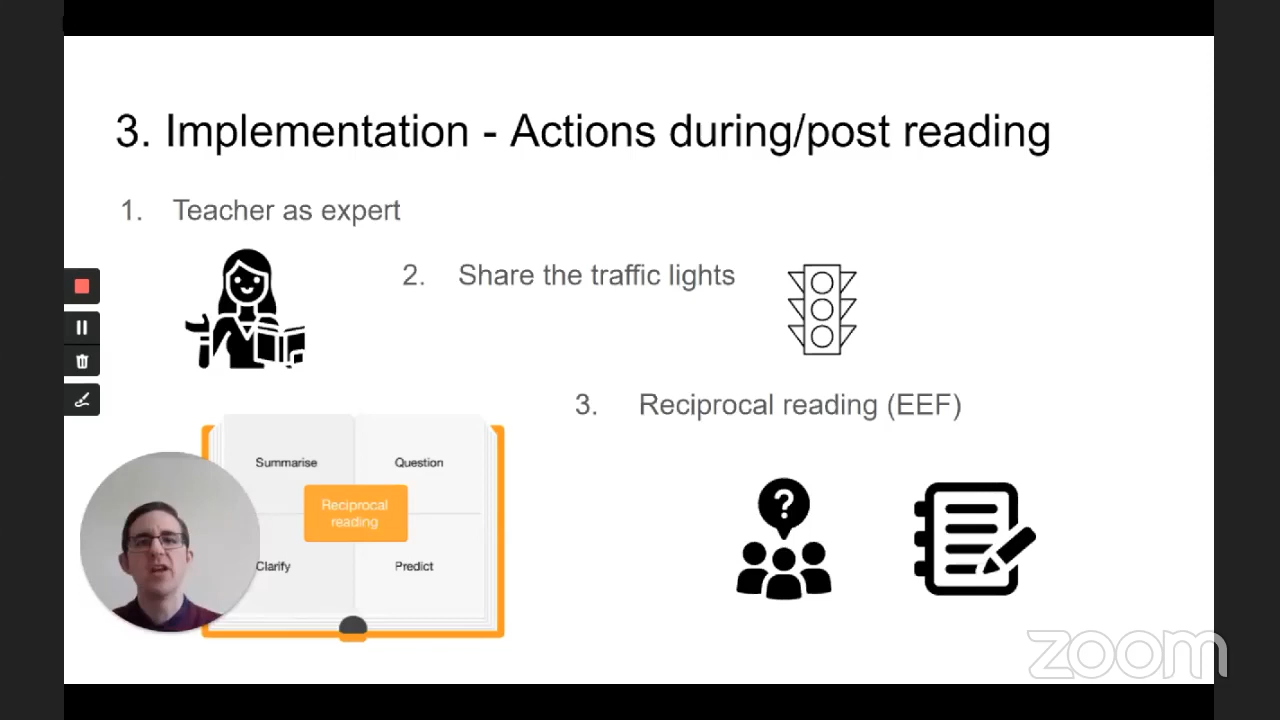 3. Implementation - Actions during/post reading
1. Teacher as expert
2. Share the traffic lights
3. Reciprocal reading (EEF)
Summarise
Question
Reciprocal
reading
Clarify
Predict
?
zoom